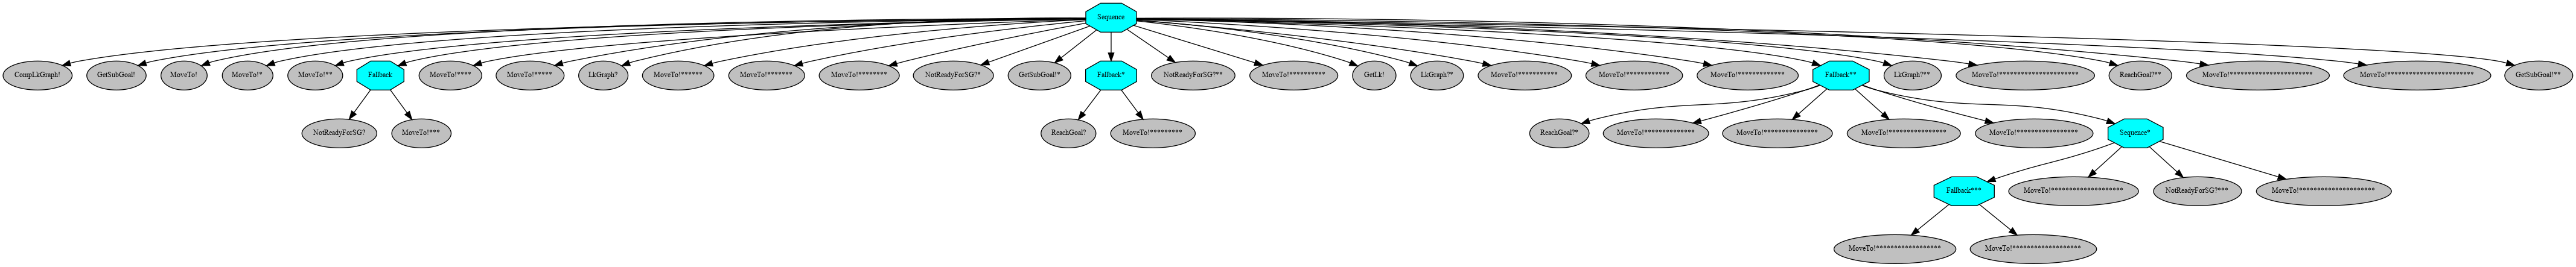 Sequence
CompLkGraph! GetSubGoal! MoveTo! MoveTo!* MoveTo!** Fallback MoveTo!**** MoveTo!***** LkGraph? MoveTo!****** MoveTo!******* MoveTo!******** NotReadyForSG?* GetSubGoal!* Fallback* NotReadyForSG?** MoveTo!********** GetLk! LkGraph?* MoveTo!*********** MoveTo!************ MoveTo!************* Fallback** LkGraph?** MoveTo!********************** ReachGoal?** MoveTo!*********************** MoveTo!************************ GetSubGoal!**
NotReadyForSG? MoveTo!*** ReachGoal? MoveTo!********* ReachGoal?* MoveTo!************** MoveTo!*************** MoveTo!**************** MoveTo!***************** Sequence*
Fallback*** MoveTo!******************** NotReadyForSG?*** MoveTo!*********************
MoveTo!****************** MoveTo!*******************